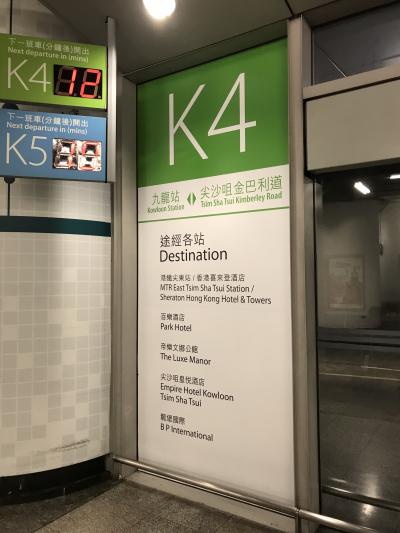 下一班車(分鐘後)開出
Next departure in (mins)
K4 18
下一班車(分鐘後)開出
Next departure in (mins)
K5
K4
九龍站 尖沙咀金巴利道
Kowloon Station Tsim Sha Tsui Kimberley Road
途經各站
Destination
港鐵尖東站 / 香港喜來登酒店
MTR East Tsim Sha Tsui Station /
Sheraton Hong Kong Hotel & Towers
百樂酒店
Park Hotel
帝樂文娜公館
The Luxe Manor
尖沙咀皇悅酒店
Empire Hotel Kowloon
Tsim Sha Tsui
龍堡國際
B P International